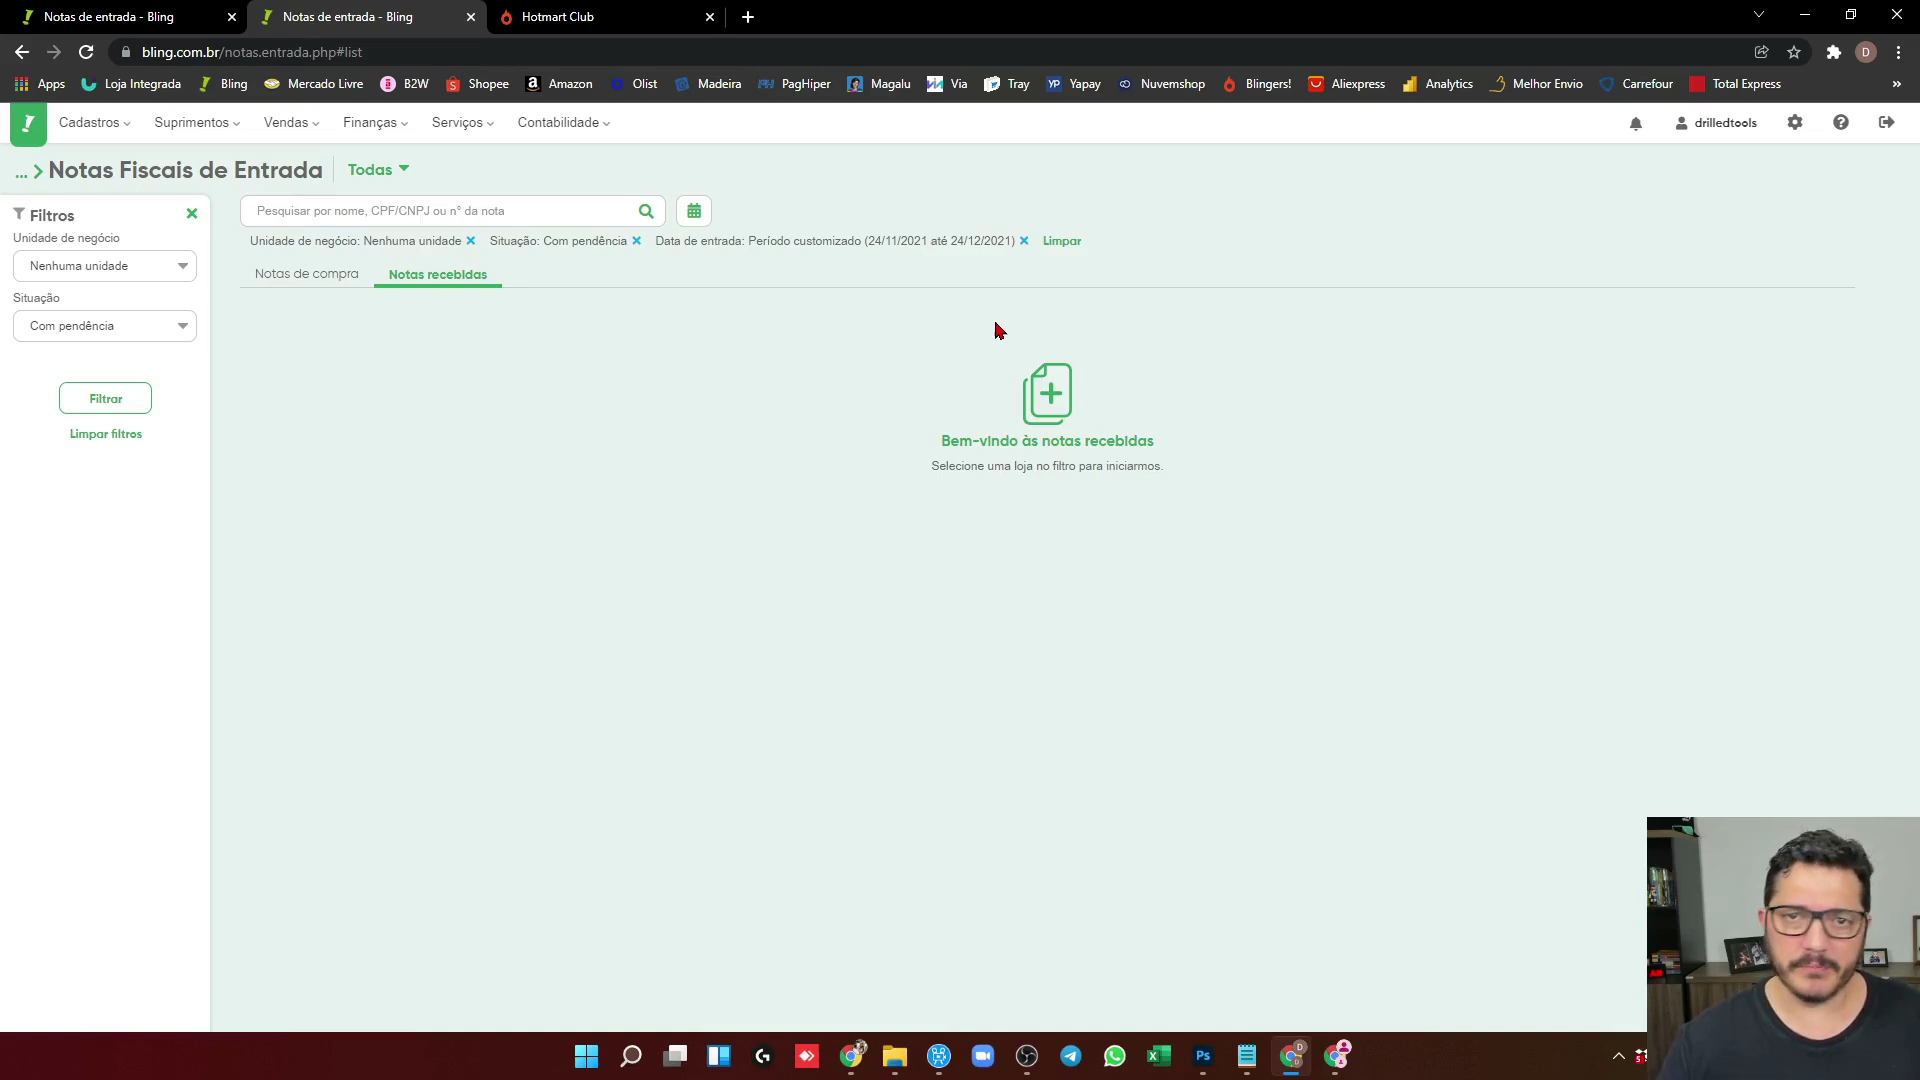 Notas de entrada - Bling
Notas de entrada - Bling
Hotmart Club
bling.com.br/notas.entrada.php#list
D
Apps
Loja Integrada
Bling
Mercado Livre
B2W
Shopee
Amazon
Olist
Madeira
PagHiper
Magalu
Via
Tray
Yapay
Nuvemshop
Blingers!
Aliexpress
Analytics
Melhor Envio
Carrefour
Total Express
Cadastros
Suprimentos
Vendas
Finanças
Serviços
Contabilidade
drilledtools
... Notas Fiscais de Entrada
Todas
Filtros
Unidade de negócio
Nenhuma unidade
Situação
Com pendência
Filtrar
Limpar filtros
Pesquisar por nome, CPF/CNPJ ou n° da nota
Unidade de negócio: Nenhuma unidade
Situação: Com pendência
Data de entrada: Período customizado (24/11/2021 até 24/12/2021)
Limpar
Notas de compra
Notas recebidas
Bem-vindo às notas recebidas
Selecione uma loja no filtro para iniciarmos.
Ps